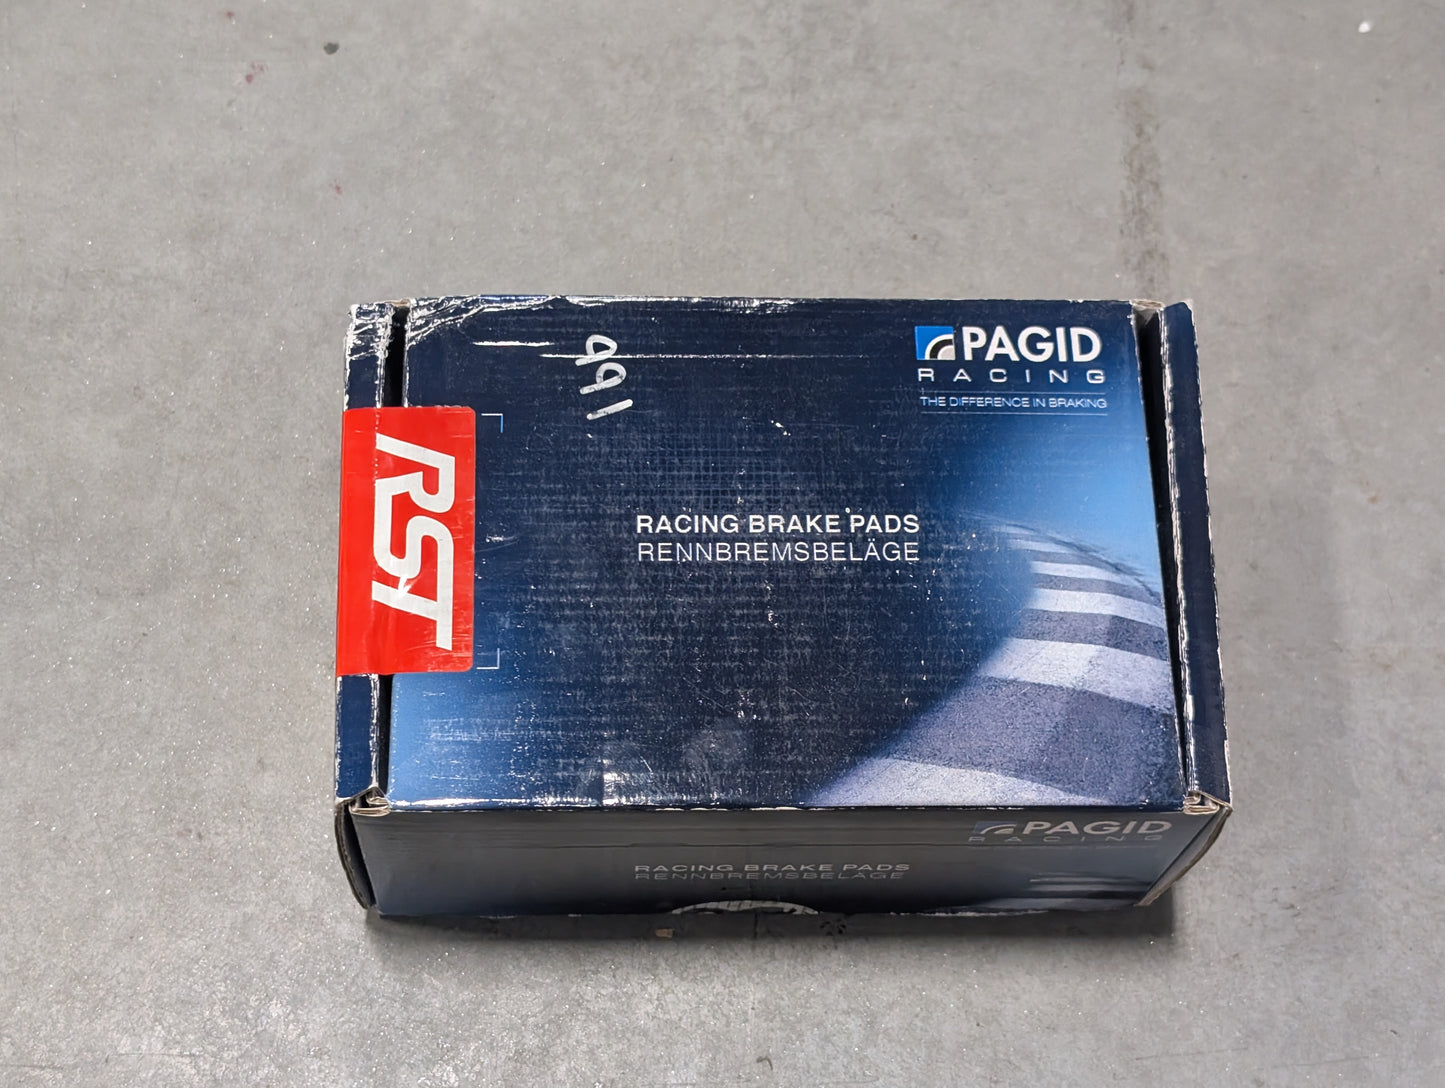 991
PAGID
RACING
THE DIFFERENCE IN BRAKING
RST
RACING BRAKE PADS
RENNBREMSBELÄGE
PAGID
RACING
RACING BRAKE PADS
RENNBREMSBELÄGE